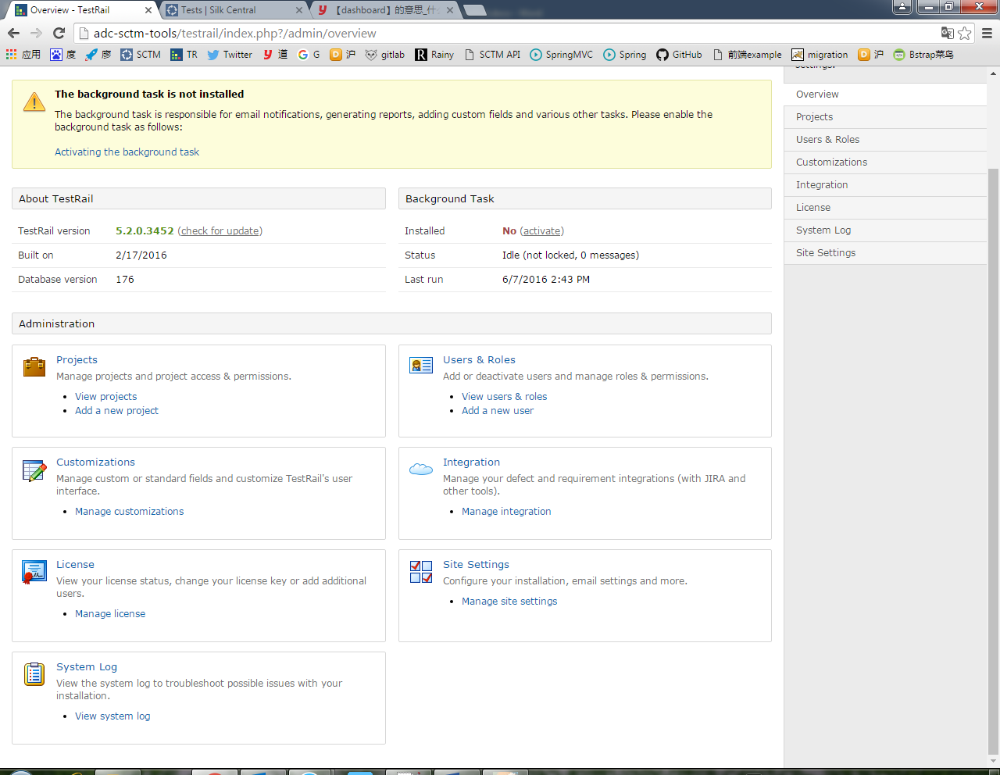 Overview - TestRail
Tests | Silk Central
【dashboard】的意思_什
adc-sctm-tools/testrail/index.php?/admin/overview
应用 度 廖 SCTM TR Twitter 道 G 沪 gitlab Rainy SCTM API SpringMVC Spring GitHub 前端example migration 沪 Bstrap菜鸟
The background task is not installed
The background task is responsible for email notifications, generating reports, adding custom fields and various other tasks. Please enable the
background task as follows:
Activating the background task
About TestRail
TestRail version 5.2.0.3452 (check for update)
Built on 2/17/2016
Database version 176
Background Task
Installed No (activate)
Status Idle (not locked, 0 messages)
Last run 6/7/2016 2:43 PM
Administration
Projects
Manage projects and project access & permissions.
View projects
Add a new project
Users & Roles
Add or deactivate users and manage roles & permissions.
View users & roles
Add a new user
Customizations
Manage custom or standard fields and customize TestRail's user
interface.
Manage customizations
Integration
Manage your defect and requirement integrations (with JIRA and
other tools).
Manage integration
License
View your license status, change your license key or add additional
users.
Manage license
Site Settings
Configure your installation, email settings and more.
Manage site settings
System Log
View the system log to troubleshoot possible issues with your
installation.
View system log
Overview
Projects
Users & Roles
Customizations
Integration
License
System Log
Site Settings